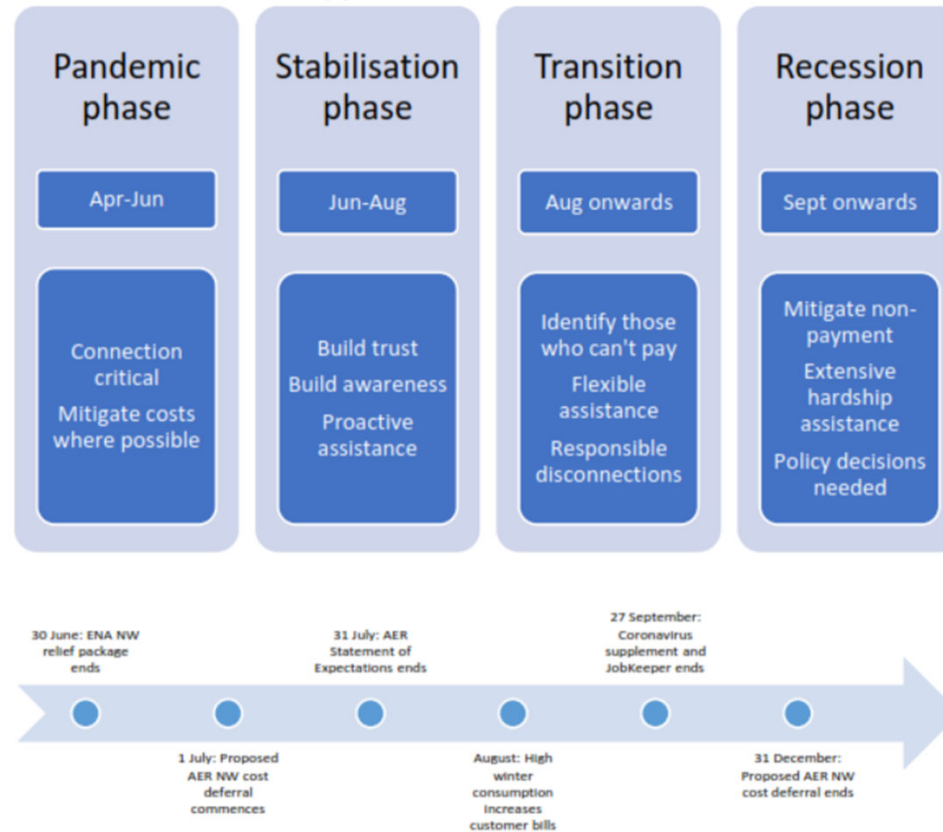 Pandemic
phase
Apr-Jun
Connection
critical
Mitigate costs
where possible
Stabilisation
phase
Jun-Aug
Build trust
Build awareness
Proactive
assistance
Transition
phase
Aug onwards
Identify those
who can't pay
Flexible
assistance
Responsible
disconnections
Recession
phase
Sept onwards
Mitigate non-
payment
Extensive
hardship
assistance
Policy decisions
needed
30 June: ENA NW
relief package
ends
1 July: Proposed
AER NW cost
deferral
commences
31 July: AER
Statement of
Expectations ends
August: High
winter
consumption
increases
customer bills
27 September:
Coronavirus
supplement and
JobKeeper ends
31 December:
Proposed AER NW
cost deferral ends